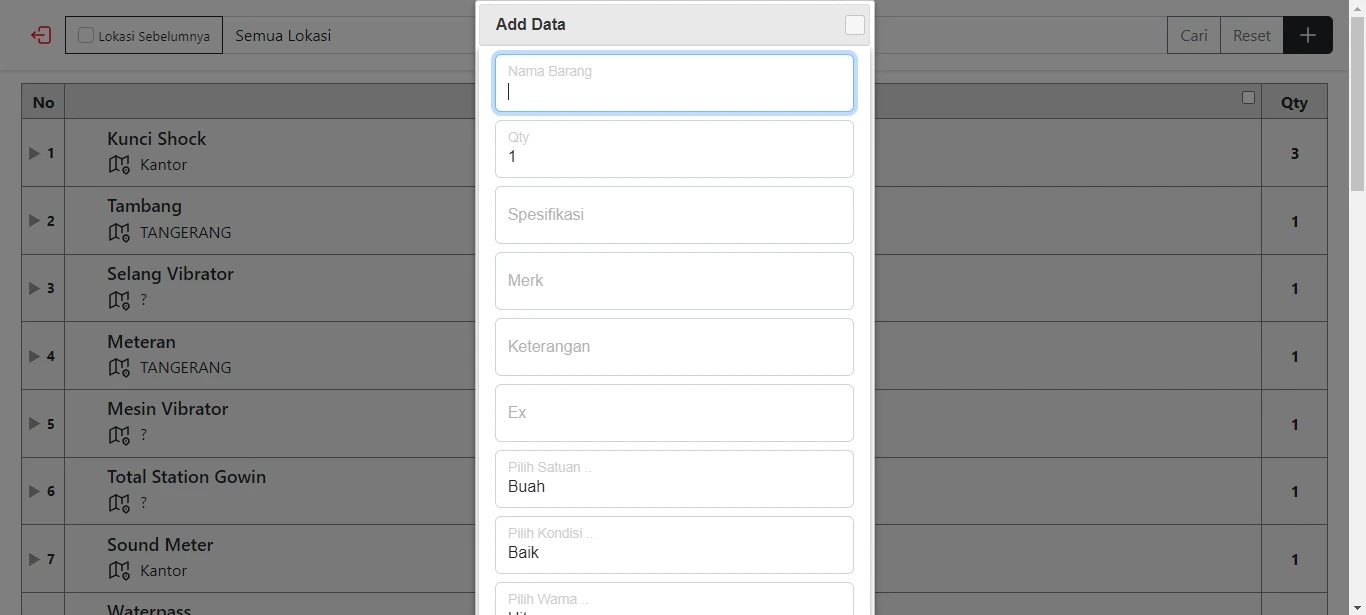 Lokasi Sebelumnya
Semua Lokasi
Cari
Reset
+
No
Qty
1
Kunci Shock
Kantor
3
2
Tambang
TANGERANG
1
3
Selang Vibrator
?
1
4
Meteran
TANGERANG
1
5
Mesin Vibrator
?
1
6
Total Station Gowin
?
1
7
Sound Meter
Kantor
1
Waterpass
Add Data
Nama Barang
Qty
1
Spesifikasi
Merk
Keterangan
Ex
Pilih Satuan ..
Buah
Pilih Kondisi ..
Baik
Pilih Warna ..